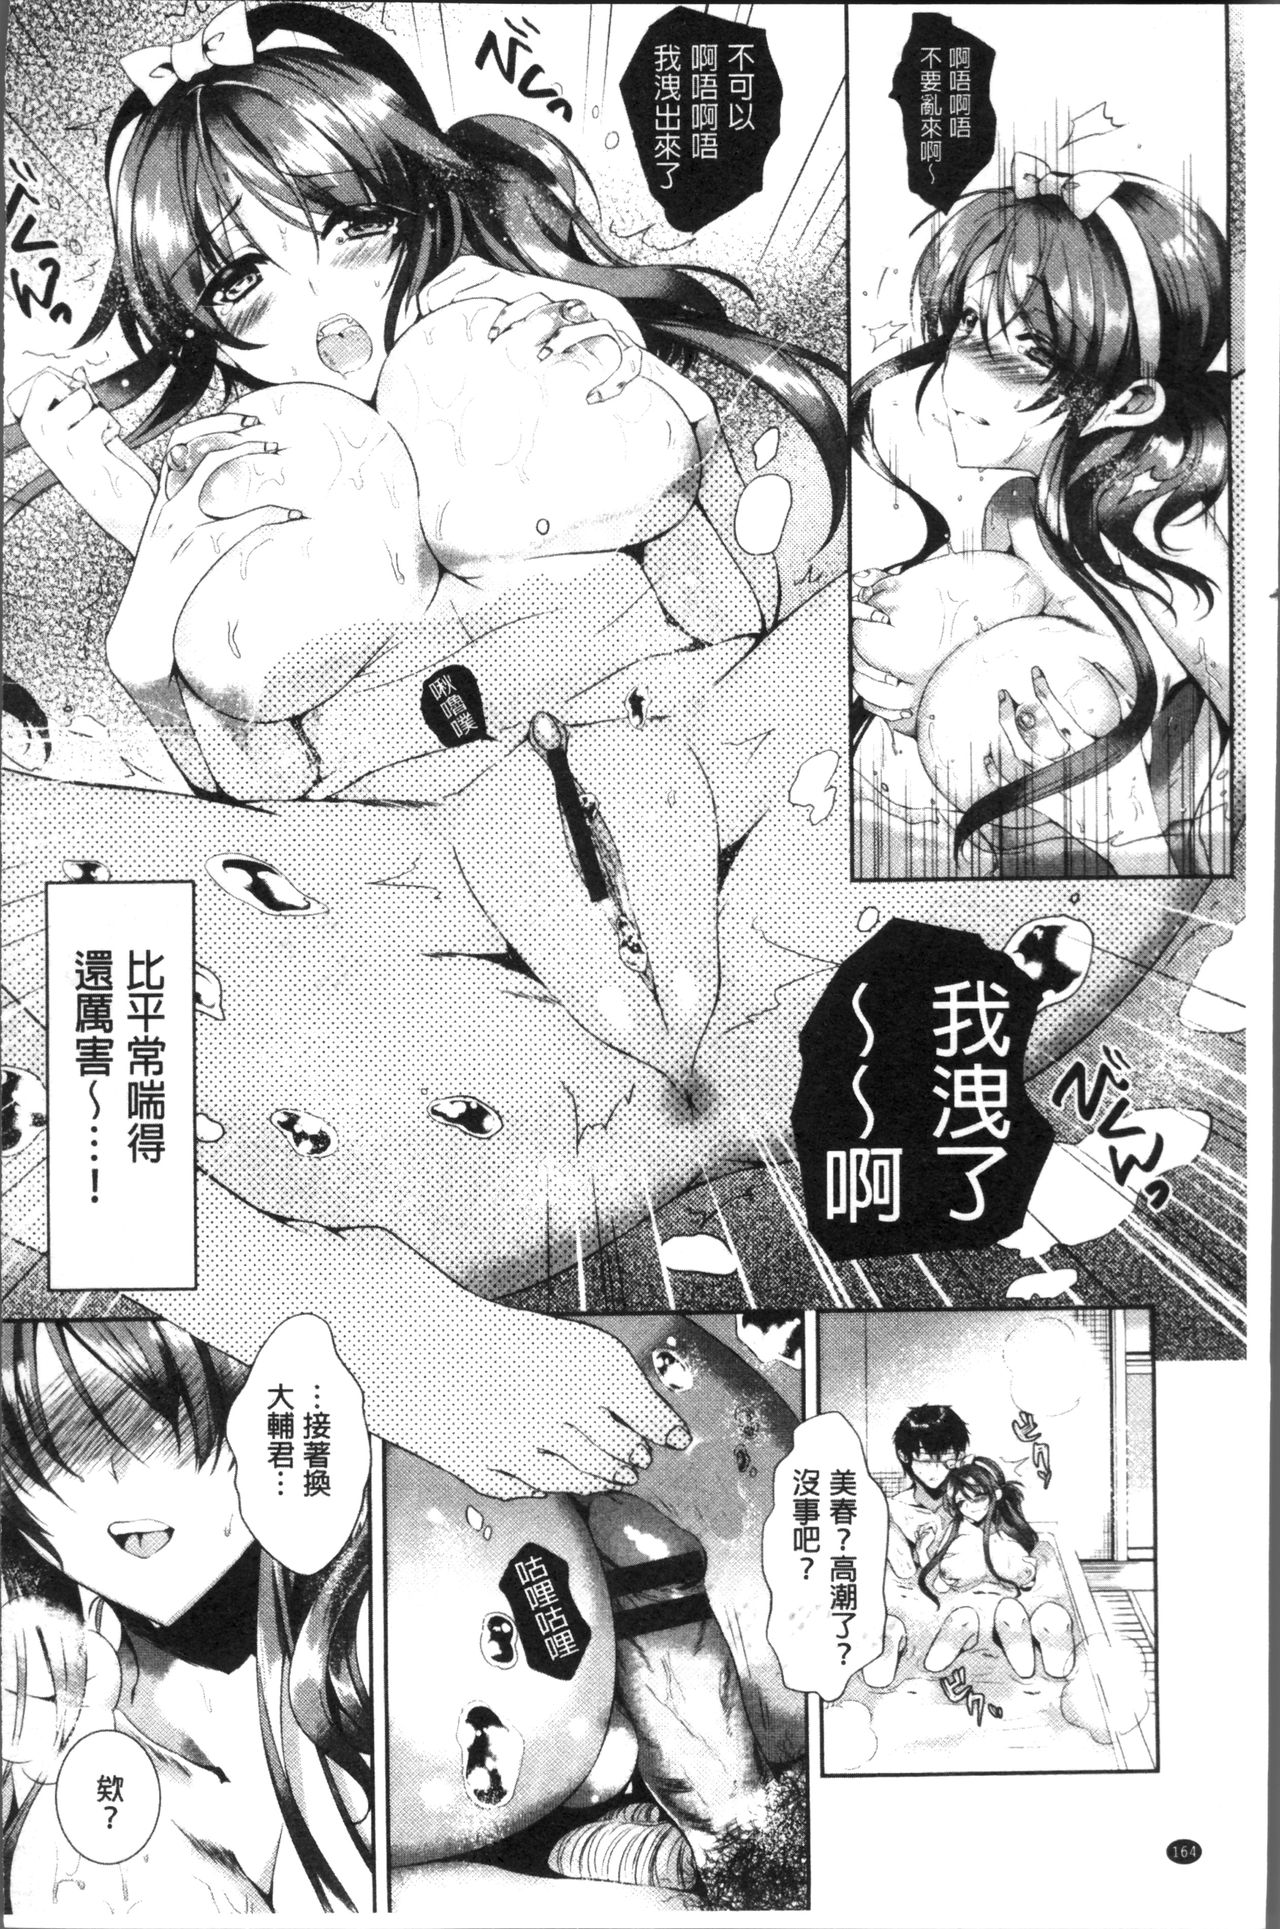 啊唔啊唔
不要亂來啊～
不可以
啊唔啊唔
我洩出來了
啾嚕噗
我洩了
～～啊
比平常喘得
還厲害～…！
美春？高潮了？
沒事吧？
咕哩咕哩
…接著換
大輔君…
欸？
164